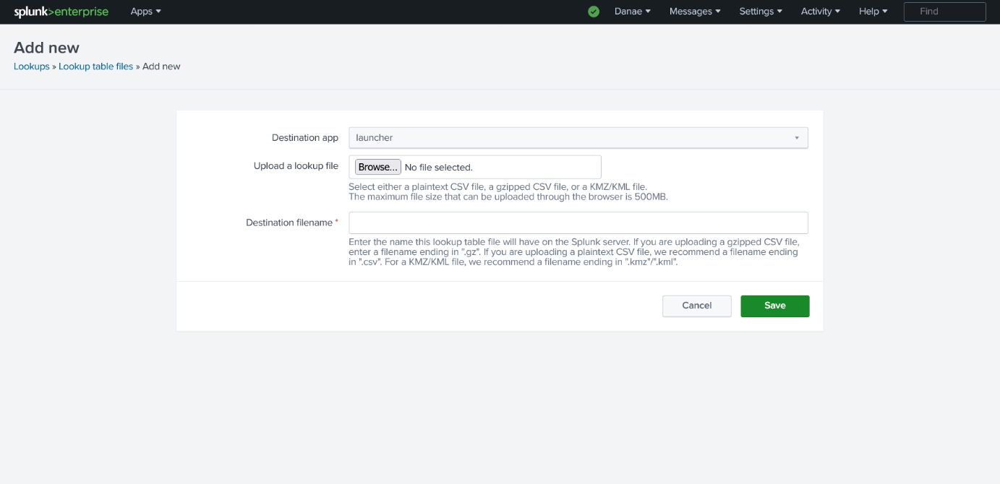 splunk>enterprise Apps Danae Messages Settings Activity Help Find
Add new
Lookups » Lookup table files » Add new
Destination app launcher
Upload a lookup file Browse... No file selected.
Select either a plaintext CSV file, a gzipped CSV file, or a KMZ/KML file.
The maximum file size that can be uploaded through the browser is 500MB.
Destination filename *
Enter the name this lookup table file will have on the Splunk server. If you are uploading a gzipped CSV file,
enter a filename ending in ".gz". If you are uploading a plaintext CSV file, we recommend a filename ending
in ".csv". For a KMZ/KML file, we recommend a filename ending in ".kmz"/".kml".
Cancel Save